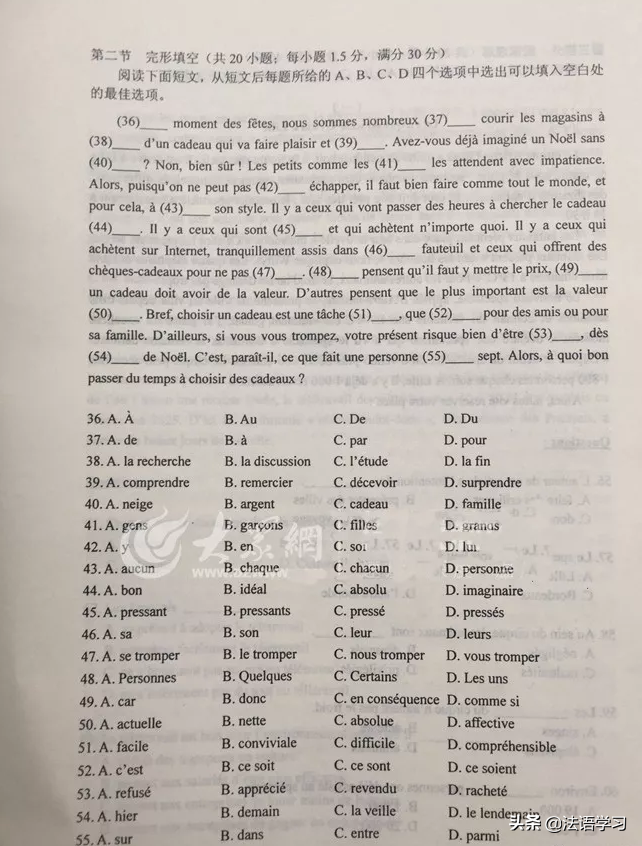 第二节 完形填空（共 20 小题；每小题 1.5 分，满分 30 分）
阅读下面短文，从短文后每题所给的 A、B、C、D 四个选项中选出可以填入空白处
的最佳选项。
(36)____ moment des fêtes, nous sommes nombreux (37)____ courir les magasins à
(38)____ d'un cadeau qui va faire plaisir et (39)____. Avez-vous déjà imaginé un Noël sans
(40)____ ? Non, bien sûr ! Les petits comme les (41)____ les attendent avec impatience.
Alors, puisqu'on ne peut pas (42)____ échapper, il faut bien faire comme tout le monde, et
pour cela, à (43)____ son style. Il y a ceux qui vont passer des heures à chercher le cadeau
(44)____. Il y a ceux qui sont (45)____ et qui achètent n'importe quoi. Il y a ceux qui
achètent sur Internet, tranquillement assis dans (46)____ fauteuil et ceux qui offrent des
chèques-cadeaux pour ne pas (47)____. (48)____ pensent qu'il faut y mettre le prix, (49)____
un cadeau doit avoir de la valeur. D'autres pensent que le plus important est la valeur
(50)____. Bref, choisir un cadeau est une tâche (51)____, que (52)____ pour des amis ou pour
sa famille. D'ailleurs, si vous vous trompez, votre présent risque bien d'être (53)____, dès
(54)____ de Noël. C'est, paraît-il, ce que fait une personne (55)____ sept. Alors, à quoi bon
passer du temps à choisir des cadeaux ?
36. A. À B. Au C. De D. Du
37. A. de B. à C. par D. pour
38. A. la recherche B. la discussion C. l'étude D. la fin
39. A. comprendre B. remercier C. décevoir D. surprendre
40. A. neige B. argent C. cadeau D. famille
41. A. gens B. garçons C. filles D. grands
42. A. y B. en C. soi D. lui
43. A. aucun B. chaque C. chacun D. personne
44. A. bon B. idéal C. absolu D. imaginaire
45. A. pressant B. pressants C. pressé D. pressés
46. A. sa B. son C. leur D. leurs
47. A. se tromper B. le tromper C. nous tromper D. vous tromper
48. A. Personnes B. Quelques C. Certains D. Les uns
49. A. car B. donc C. en conséquence D. comme si
50. A. actuelle B. nette C. absolue D. affective
51. A. facile B. conviviale C. difficile D. compréhensible
52. A. c'est B. ce soit C. ce sont D. ce soient
53. A. refusé B. apprécié C. revendu D. racheté
54. A. hier B. demain C. la veille D. le lendemain
55. A. sur B. dans C. entre D. parmi
头条 @法语学习